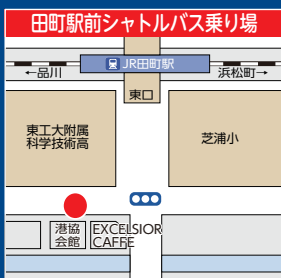 田町駅前シャトルバス乗り場
JR田町駅
←品川
浜松町→
東口
東工大附属
科学技術高
芝浦小
港協
会館
EXCELSIOR
CAFFE